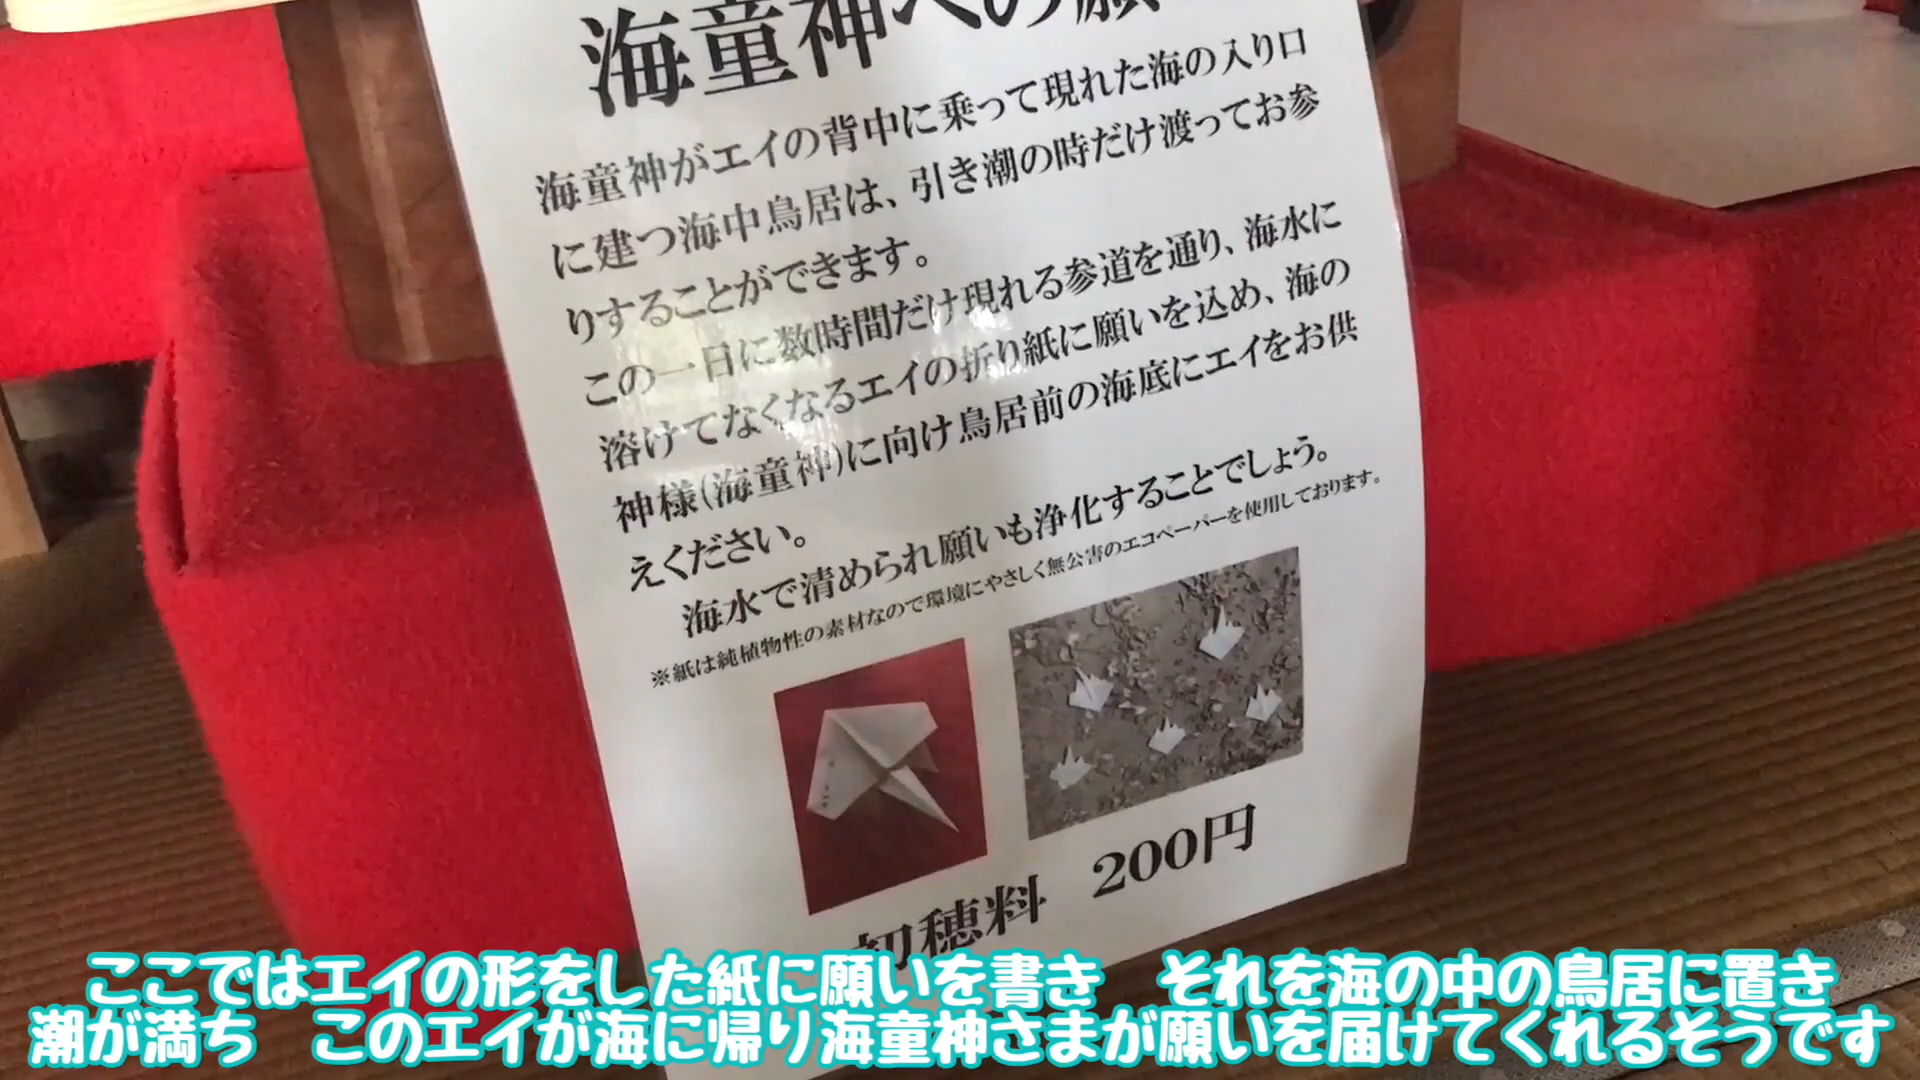 海童神への願
海童神がエイの背中に乗って現れた海の入り口
に建つ海中鳥居は、引き潮の時だけ渡ってお参
りすることができます。
この一日に数時間だけ現れる参道を通り、海水に
溶けてなくなるエイの折り紙に願いを込め、海の
神様(海童神)に向け鳥居前の海底にエイをお供
えください。
海水で清められ願いも浄化することでしょう。
※紙は純植物性の素材なので環境にやさしく無公害のエコペーパーを使用しております。
初穂料 200円
ここではエイの形をした紙に願いを書き それを海の中の鳥居に置き
潮が満ち このエイが海に帰り海童神さまが願いを届けてくれるそうです